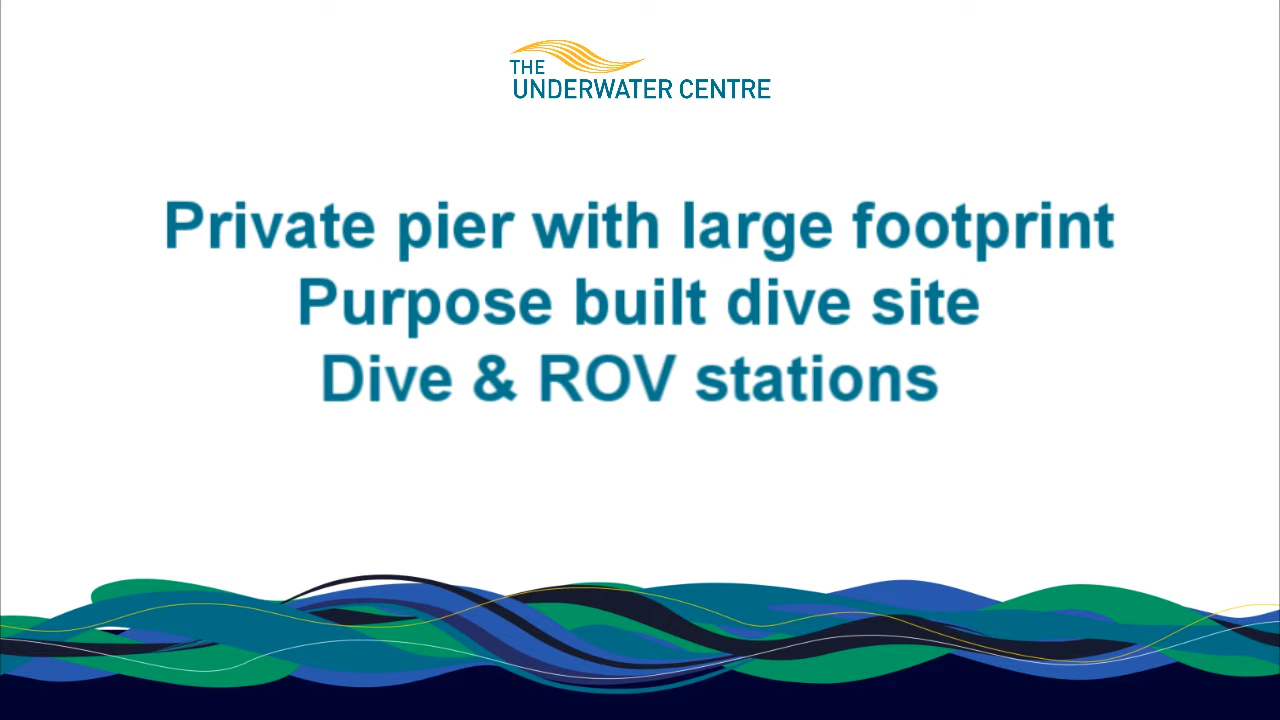 THE
UNDERWATER CENTRE
Private pier with large footprint
Purpose built dive site
Dive & ROV stations